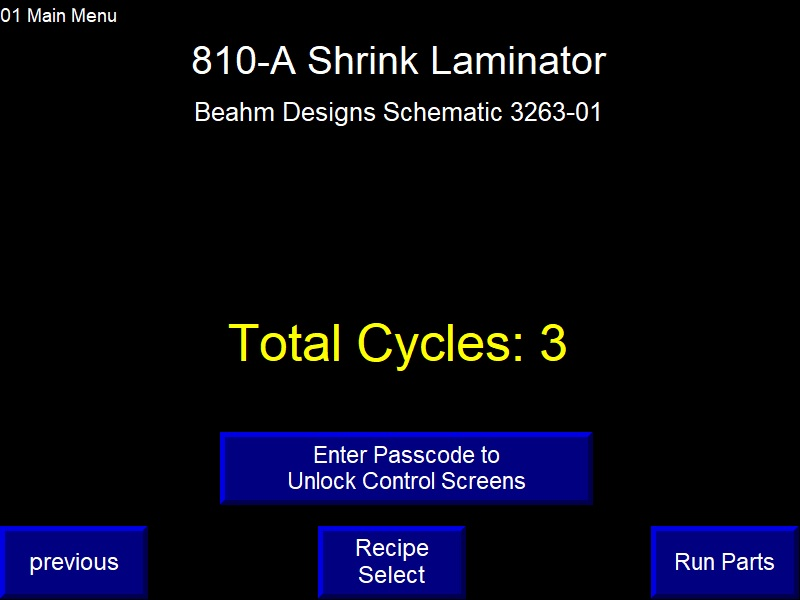 01 Main Menu
810-A Shrink Laminator
Beahm Designs Schematic 3263-01
Total Cycles: 3
Enter Passcode to
Unlock Control Screens
previous
Recipe
Select
Run Parts